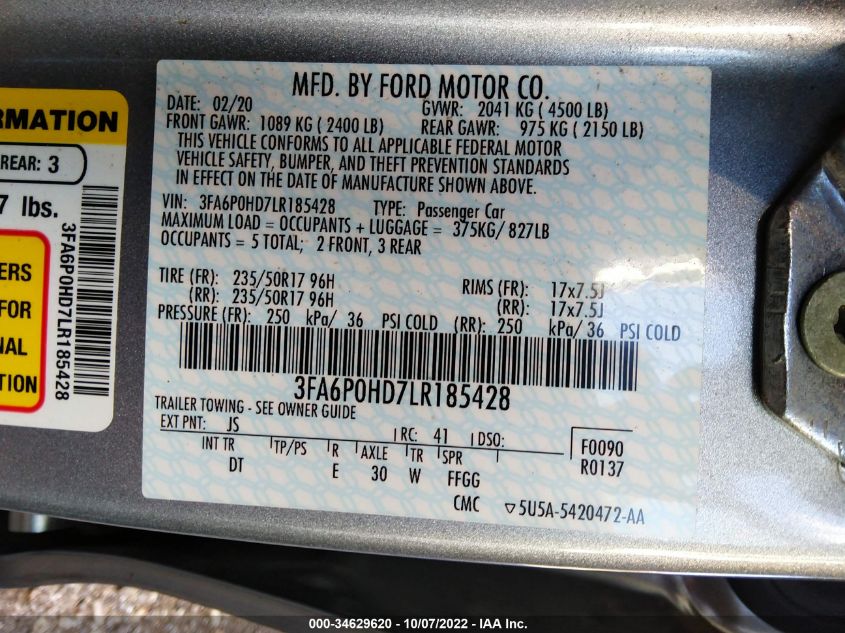 RMATION
REAR: 3
7 lbs.
ERS
FOR
NAL
3FA6P0HD7LR185428
MFD. BY FORD MOTOR CO.
DATE: 02/20 GVWR: 2041 KG ( 4500 LB)
FRONT GAWR: 1089 KG ( 2400 LB) REAR GAWR: 975 KG ( 2150 LB)
THIS VEHICLE CONFORMS TO ALL APPLICABLE FEDERAL MOTOR
VEHICLE SAFETY, BUMPER, AND THEFT PREVENTION STANDARDS
IN EFFECT ON THE DATE OF MANUFACTURE SHOWN ABOVE.
VIN: 3FA6P0HD7LR185428 TYPE: Passenger Car
MAXIMUM LOAD = OCCUPANTS + LUGGAGE = 375KG/ 827LB
OCCUPANTS = 5 TOTAL; 2 FRONT, 3 REAR
TIRE (FR): 235/50R17 96H RIMS (FR): 17x7.5J
(RR): 235/50R17 96H (RR): 17x7.5J
PRESSURE (FR): 250 kPa/ 36 PSI COLD (RR): 250 kPa/ 36 PSI COLD
3FA6P0HD7LR185428
TRAILER TOWING - SEE OWNER GUIDE
EXT PNT: JS RC: 41 DSO: F0090
INT TR TP/PS R AXLE TR SPR R0137
DT E 30 W FFGG
CMC ▽5U5A-5420472-AA
000-34629620 - 10/07/2022 - IAA Inc.